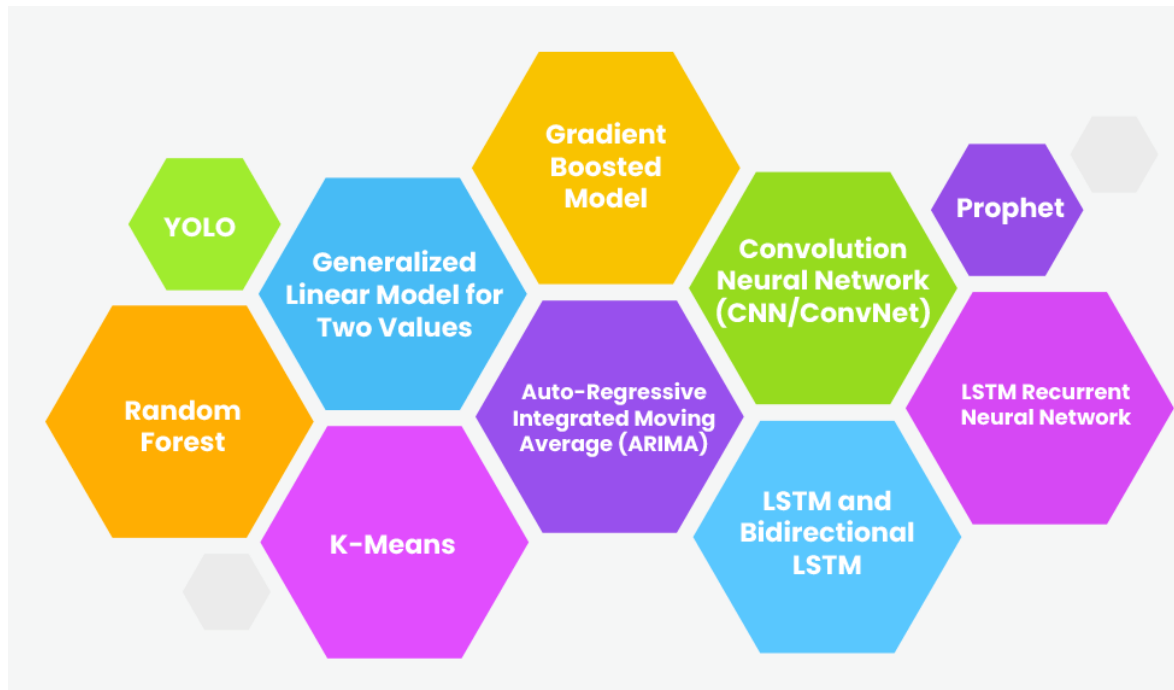 Gradient
Boosted
Model
Prophet
YOLO
Generalized
Linear Model for
Two Values
Convolution
Neural Network
(CNN/ConvNet)
Random
Forest
Auto-Regressive
Integrated Moving
Average (ARIMA)
LSTM Recurrent
Neural Network
K-Means
LSTM and
Bidirectional
LSTM